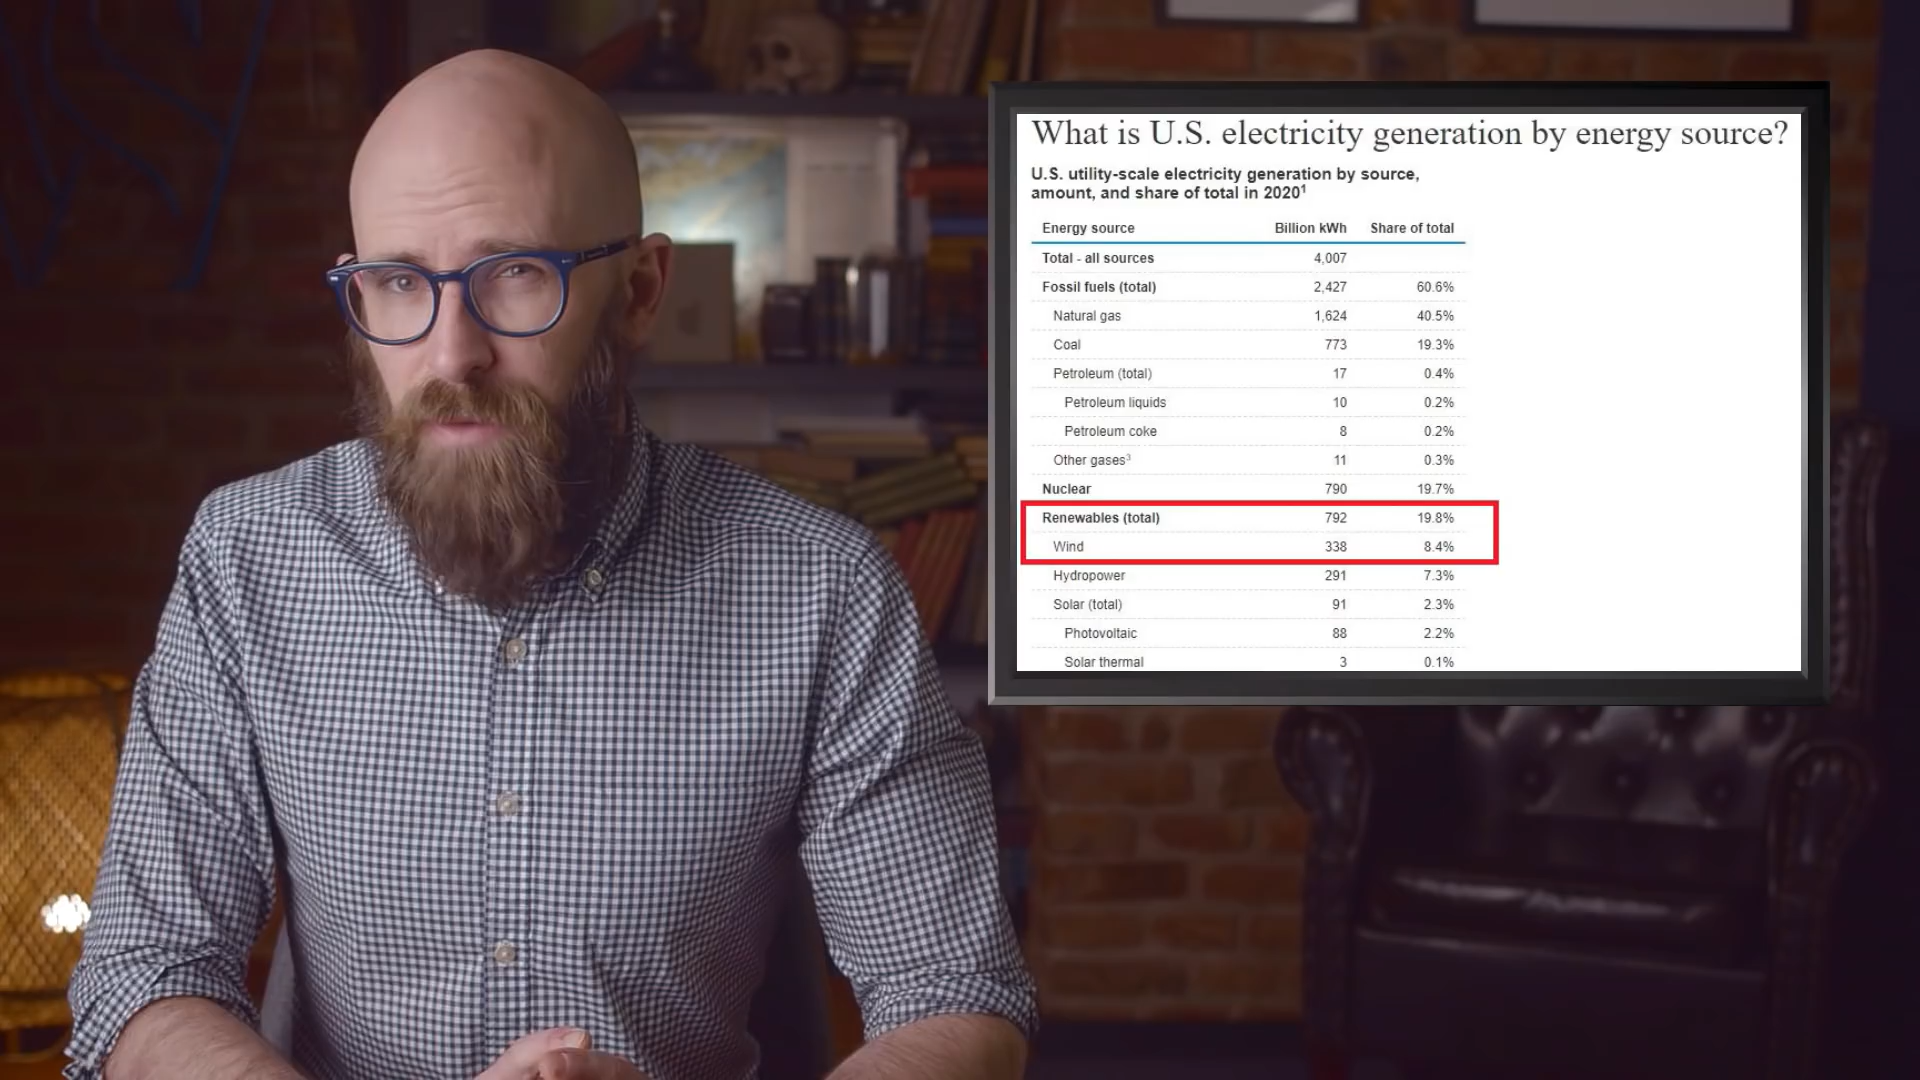 What is U.S. electricity generation by energy source?
U.S. utility-scale electricity generation by source,
amount, and share of total in 2020¹
Energy source Billion kWh Share of total
Total - all sources 4,007
Fossil fuels (total) 2,427 60.6%
Natural gas 1,624 40.5%
Coal 773 19.3%
Petroleum (total) 17 0.4%
Petroleum liquids 10 0.2%
Petroleum coke 8 0.2%
Other gases³ 11 0.3%
Nuclear 790 19.7%
Renewables (total) 792 19.8%
Wind 338 8.4%
Hydropower 291 7.3%
Solar (total) 91 2.3%
Photovoltaic 88 2.2%
Solar thermal 3 0.1%